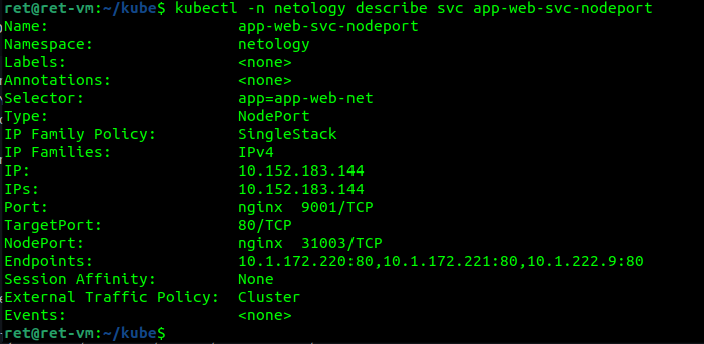 ret@ret-vm:~/kube$ kubectl -n netology describe svc app-web-svc-nodeport
Name:                     app-web-svc-nodeport
Namespace:                netology
Labels:                   <none>
Annotations:              <none>
Selector:                 app=app-web-net
Type:                     NodePort
IP Family Policy:         SingleStack
IP Families:              IPv4
IP:                       10.152.183.144
IPs:                      10.152.183.144
Port:                     nginx  9001/TCP
TargetPort:               80/TCP
NodePort:                 nginx  31003/TCP
Endpoints:                10.1.172.220:80,10.1.172.221:80,10.1.222.9:80
Session Affinity:         None
External Traffic Policy:  Cluster
Events:                   <none>
ret@ret-vm:~/kube$